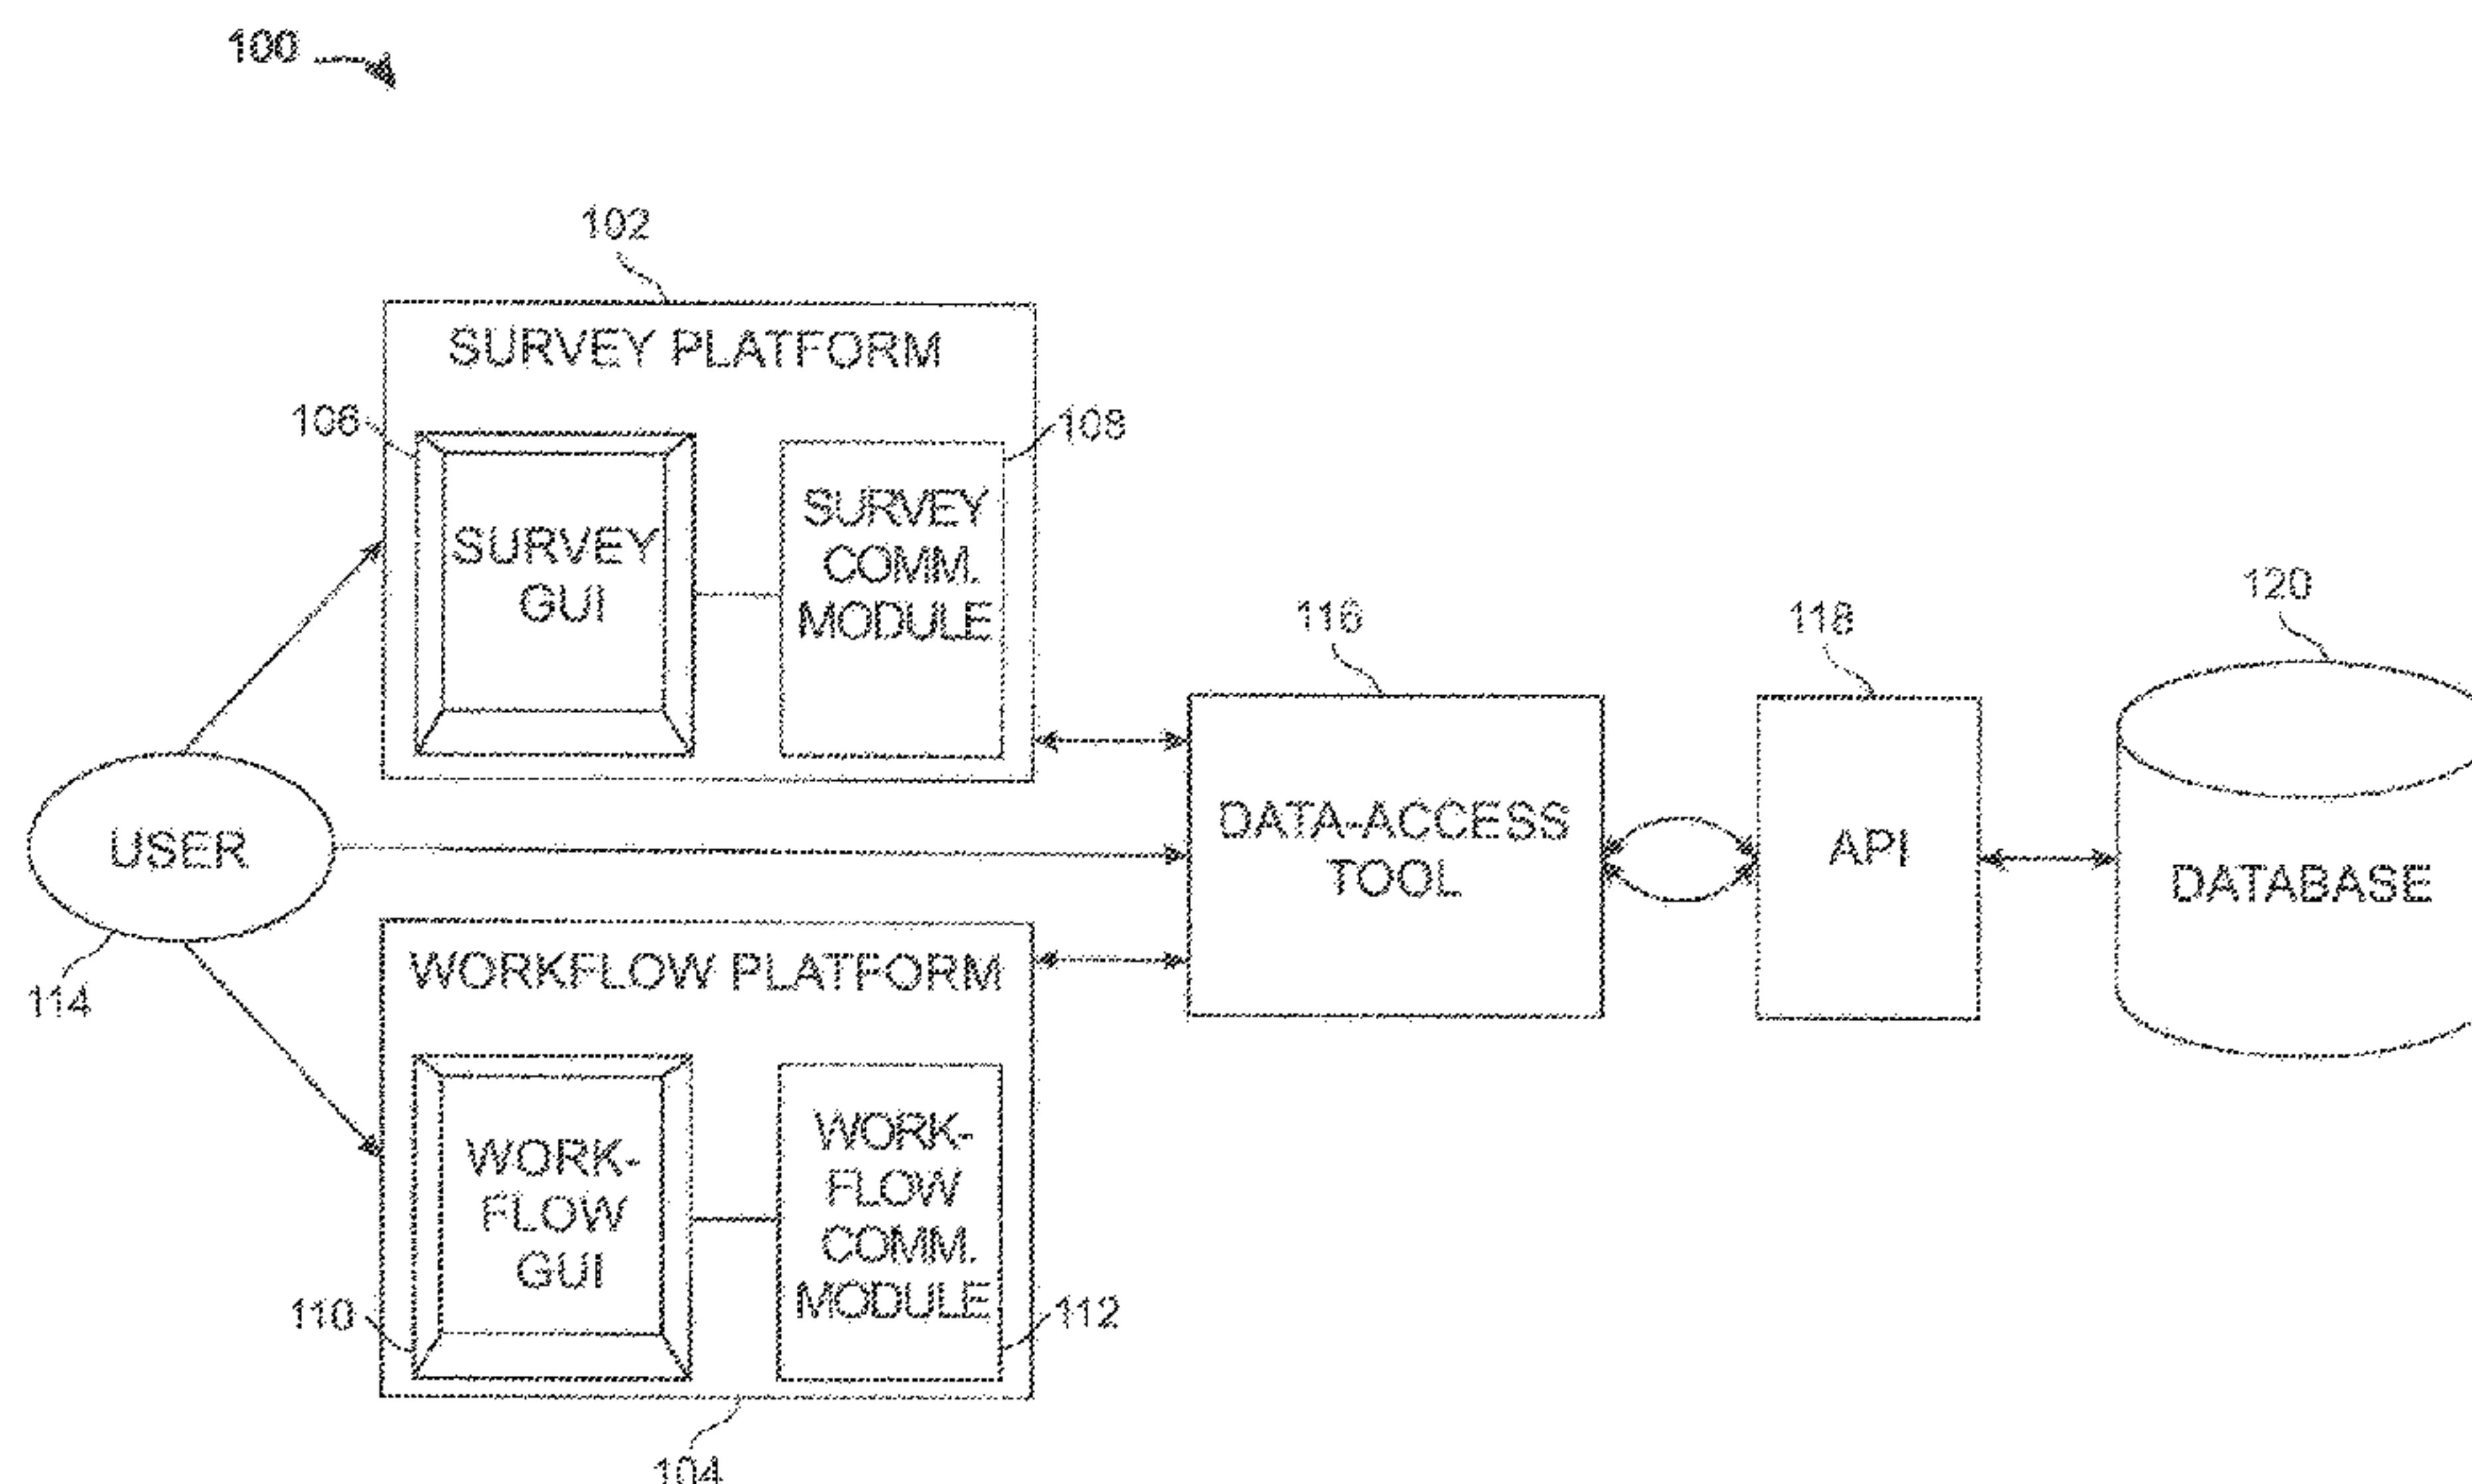 100
102
SURVEY PLATFORM
106
108
SURVEY
GUI
SURVEY
COMM.
MODULE
116
118
120
DATA-ACCESS
TOOL
API
DATABASE
USER
114
WORKFLOW PLATFORM
WORK-
FLOW
GUI
WORK-
FLOW
COMM.
MODULE
110
112
104